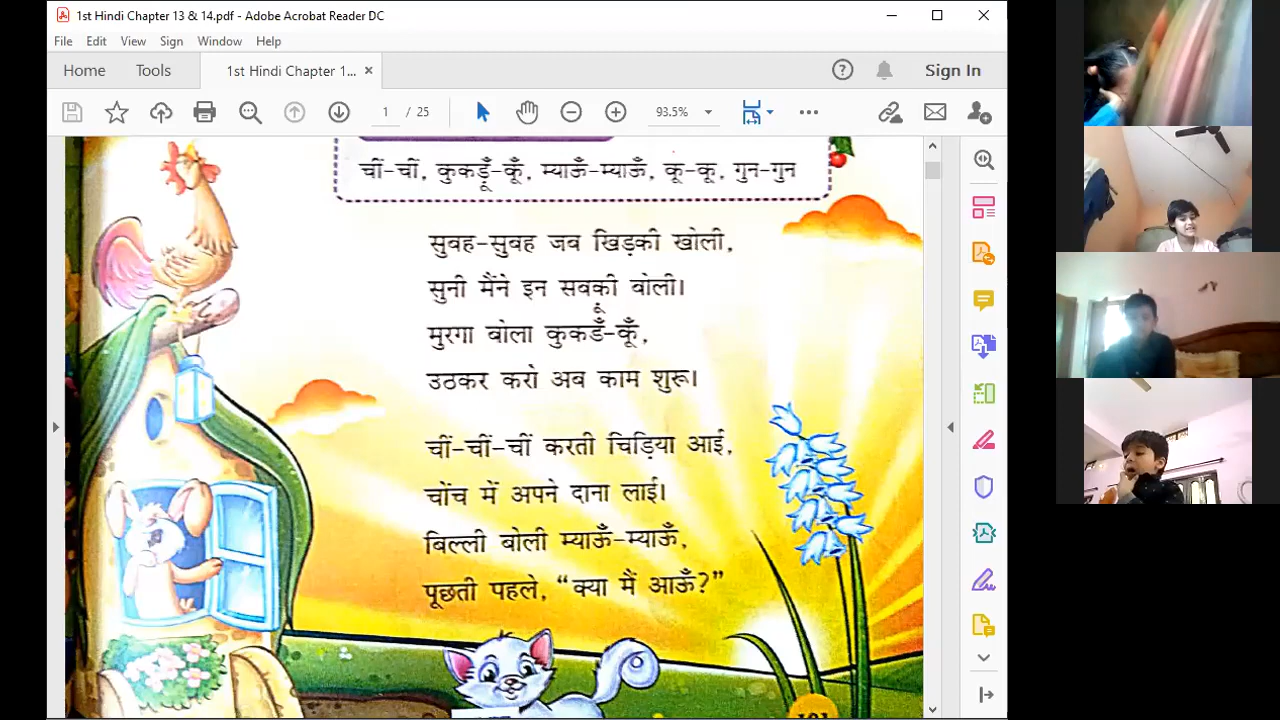 1st Hindi Chapter 13 & 14.pdf - Adobe Acrobat Reader DC
File Edit View Sign Window Help
Home Tools 1st Hindi Chapter 1... Sign In
1 / 25 93.5%
चीं-चीं, कुकड़ूँ-कूँ, म्याऊँ-म्याऊँ, कू-कू, गुन-गुन
सुबह-सुबह जब खिड़की खोली,
सुनी मैंने इन सबकी बोली।
मुरगा बोला कुकड़ूँ-कूँ,
उठकर करो अब काम शुरू।
चीं-चीं-चीं करती चिड़िया आई,
चोंच में अपने दाना लाई।
बिल्ली बोली म्याऊँ-म्याऊँ,
पूछती पहले, “क्या मैं आऊँ?”